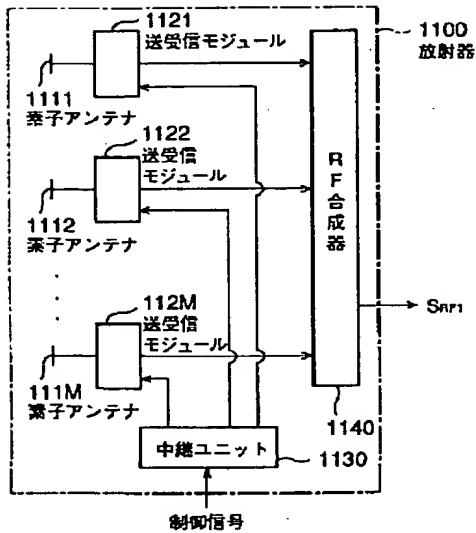 1121
送受信モジュール
1100
放射器
1111
素子アンテナ
1122
送受信
モジュール
RF合成器
1112
素子アンテナ
・・・
112M
送受信
モジュール
SRF1
111M
素子アンテナ
1140
中継ユニット
1130
制御信号